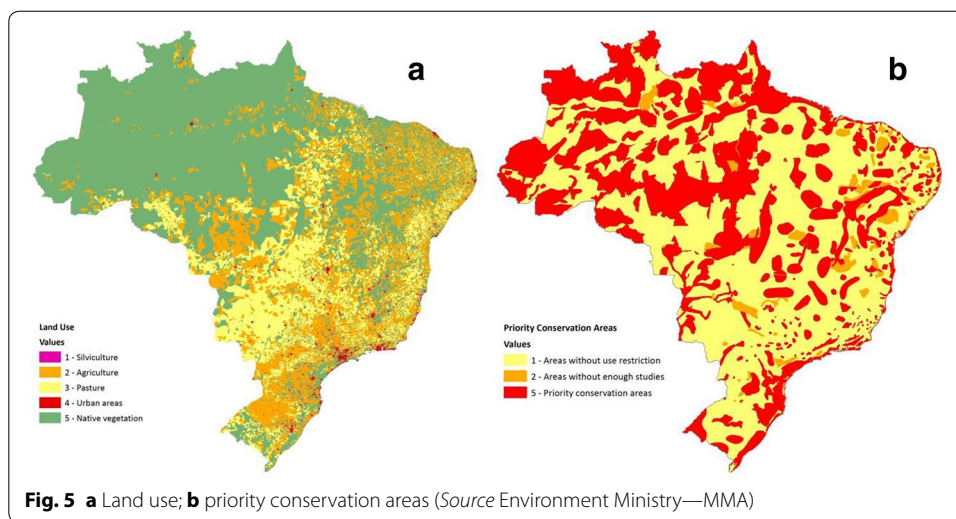 a
b
Land Use
Values
1 - Silviculture
2 - Agriculture
3 - Pasture
4 - Urban areas
5 - Native vegetation
Priority Conservation Areas
Values
1 - Areas without use restriction
2 - Areas without enough studies
5 - Priority conservation areas
Fig. 5 a Land use; b priority conservation areas (Source Environment Ministry—MMA)